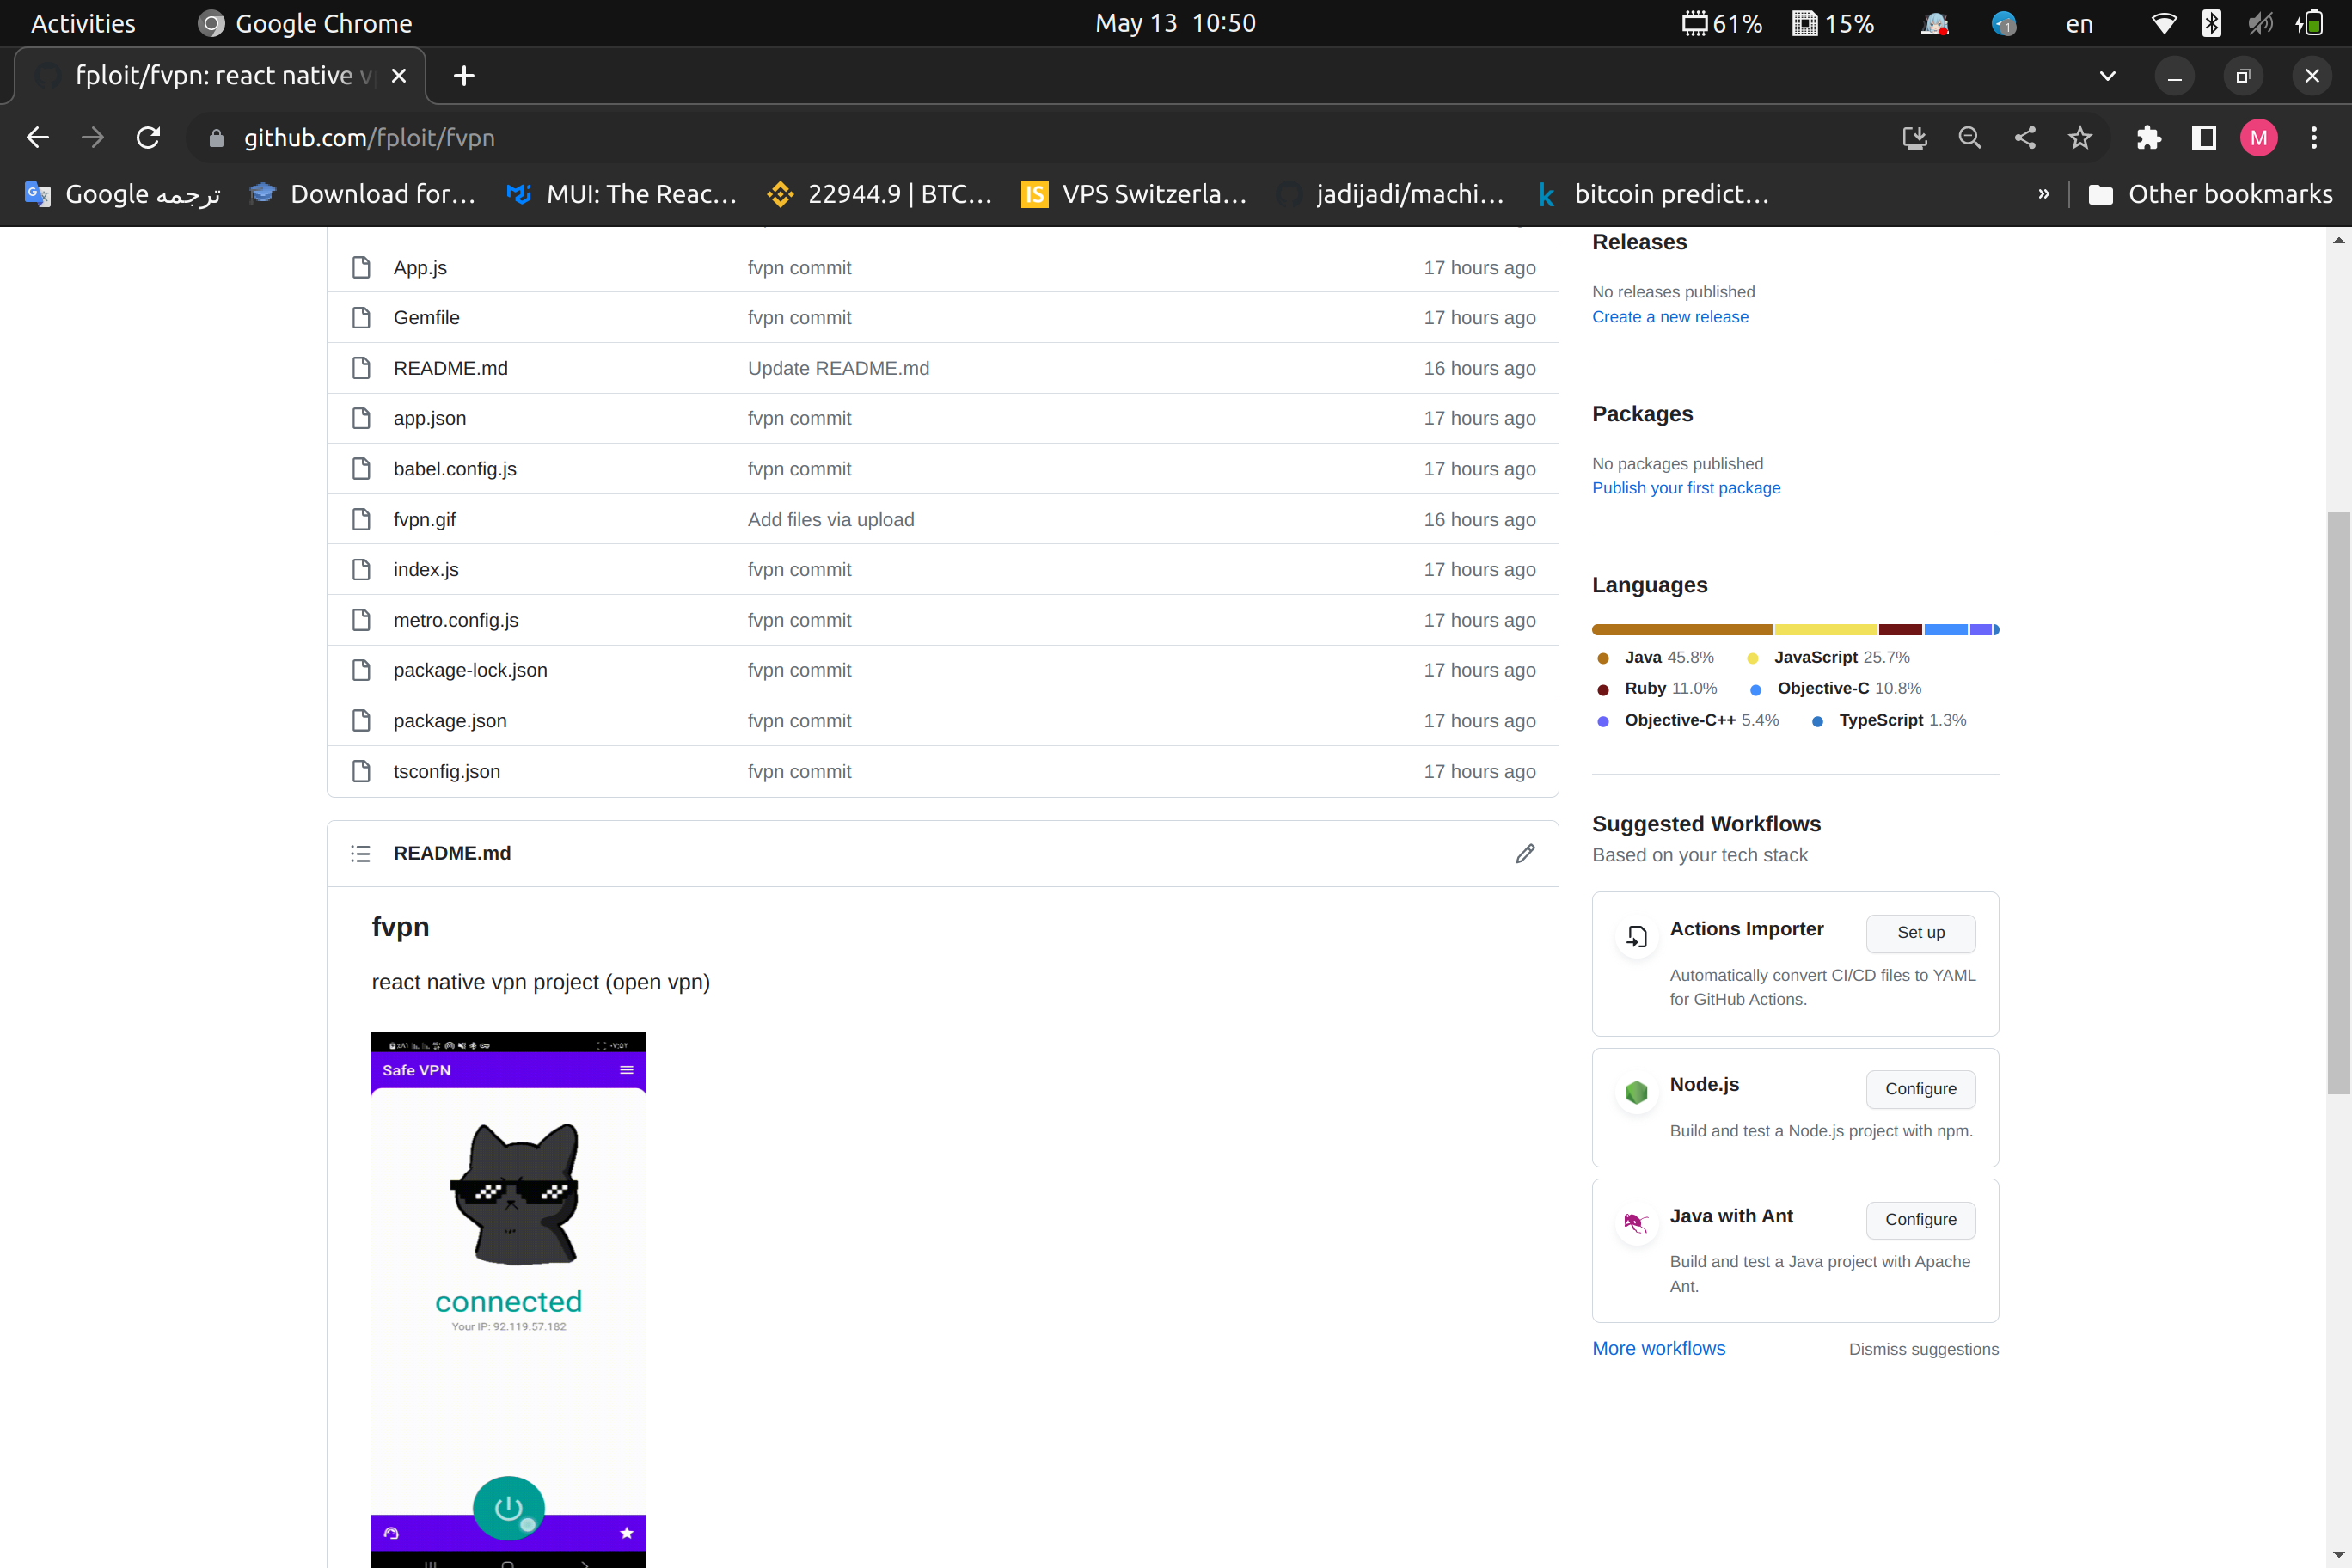 Activities Google Chrome May 13 10:50 61% 15% 1 en
fploit/fvpn: react native
github.com/fploit/fvpn M
Google ترجمه Download for... MUI: The Reac... 22944.9 | BTC... IS VPS Switzerla... jadijadi/machi... k bitcoin predict... » Other bookmarks
App.js fvpn commit 17 hours ago
Gemfile fvpn commit 17 hours ago
README.md Update README.md 16 hours ago
app.json fvpn commit 17 hours ago
babel.config.js fvpn commit 17 hours ago
fvpn.gif Add files via upload 16 hours ago
index.js fvpn commit 17 hours ago
metro.config.js fvpn commit 17 hours ago
package-lock.json fvpn commit 17 hours ago
package.json fvpn commit 17 hours ago
tsconfig.json fvpn commit 17 hours ago
README.md
fvpn
react native vpn project (open vpn)
Safe VPN
connected
Your IP: 92.119.57.182
Releases
No releases published
Create a new release
Packages
No packages published
Publish your first package
Languages
Java 45.8% JavaScript 25.7%
Ruby 11.0% Objective-C 10.8%
Objective-C++ 5.4% TypeScript 1.3%
Suggested Workflows
Based on your tech stack
Actions Importer Set up
Automatically convert CI/CD files to YAML
for GitHub Actions.
Node.js Configure
Build and test a Node.js project with npm.
Java with Ant Configure
Build and test a Java project with Apache
Ant.
More workflows Dismiss suggestions